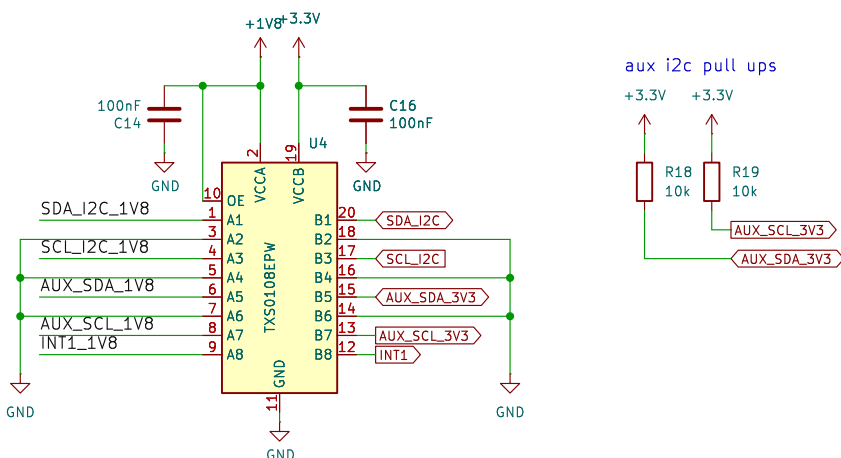 +1V8
+3.3V
aux i2c pull ups
100nF
C14
C16
100nF
+3.3V
+3.3V
U4
2
19
GND
GND
VCCA
VCCB
R18
10k
R19
10k
10
OE
SDA_I2C_1V8
1
A1
B1
20
SDA_I2C
3
A2
B2
18
AUX_SCL_3V3
SCL_I2C_1V8
4
A3
B3
17
SCL_I2C
AUX_SDA_3V3
5
A4
B4
16
AUX_SDA_1V8
6
A5
B5
15
AUX_SDA_3V3
TXS0108EPW
7
A6
B6
14
AUX_SCL_1V8
8
A7
B7
13
AUX_SCL_3V3
INT1_1V8
9
A8
B8
12
INT1
GND
11
GND
GND
GND